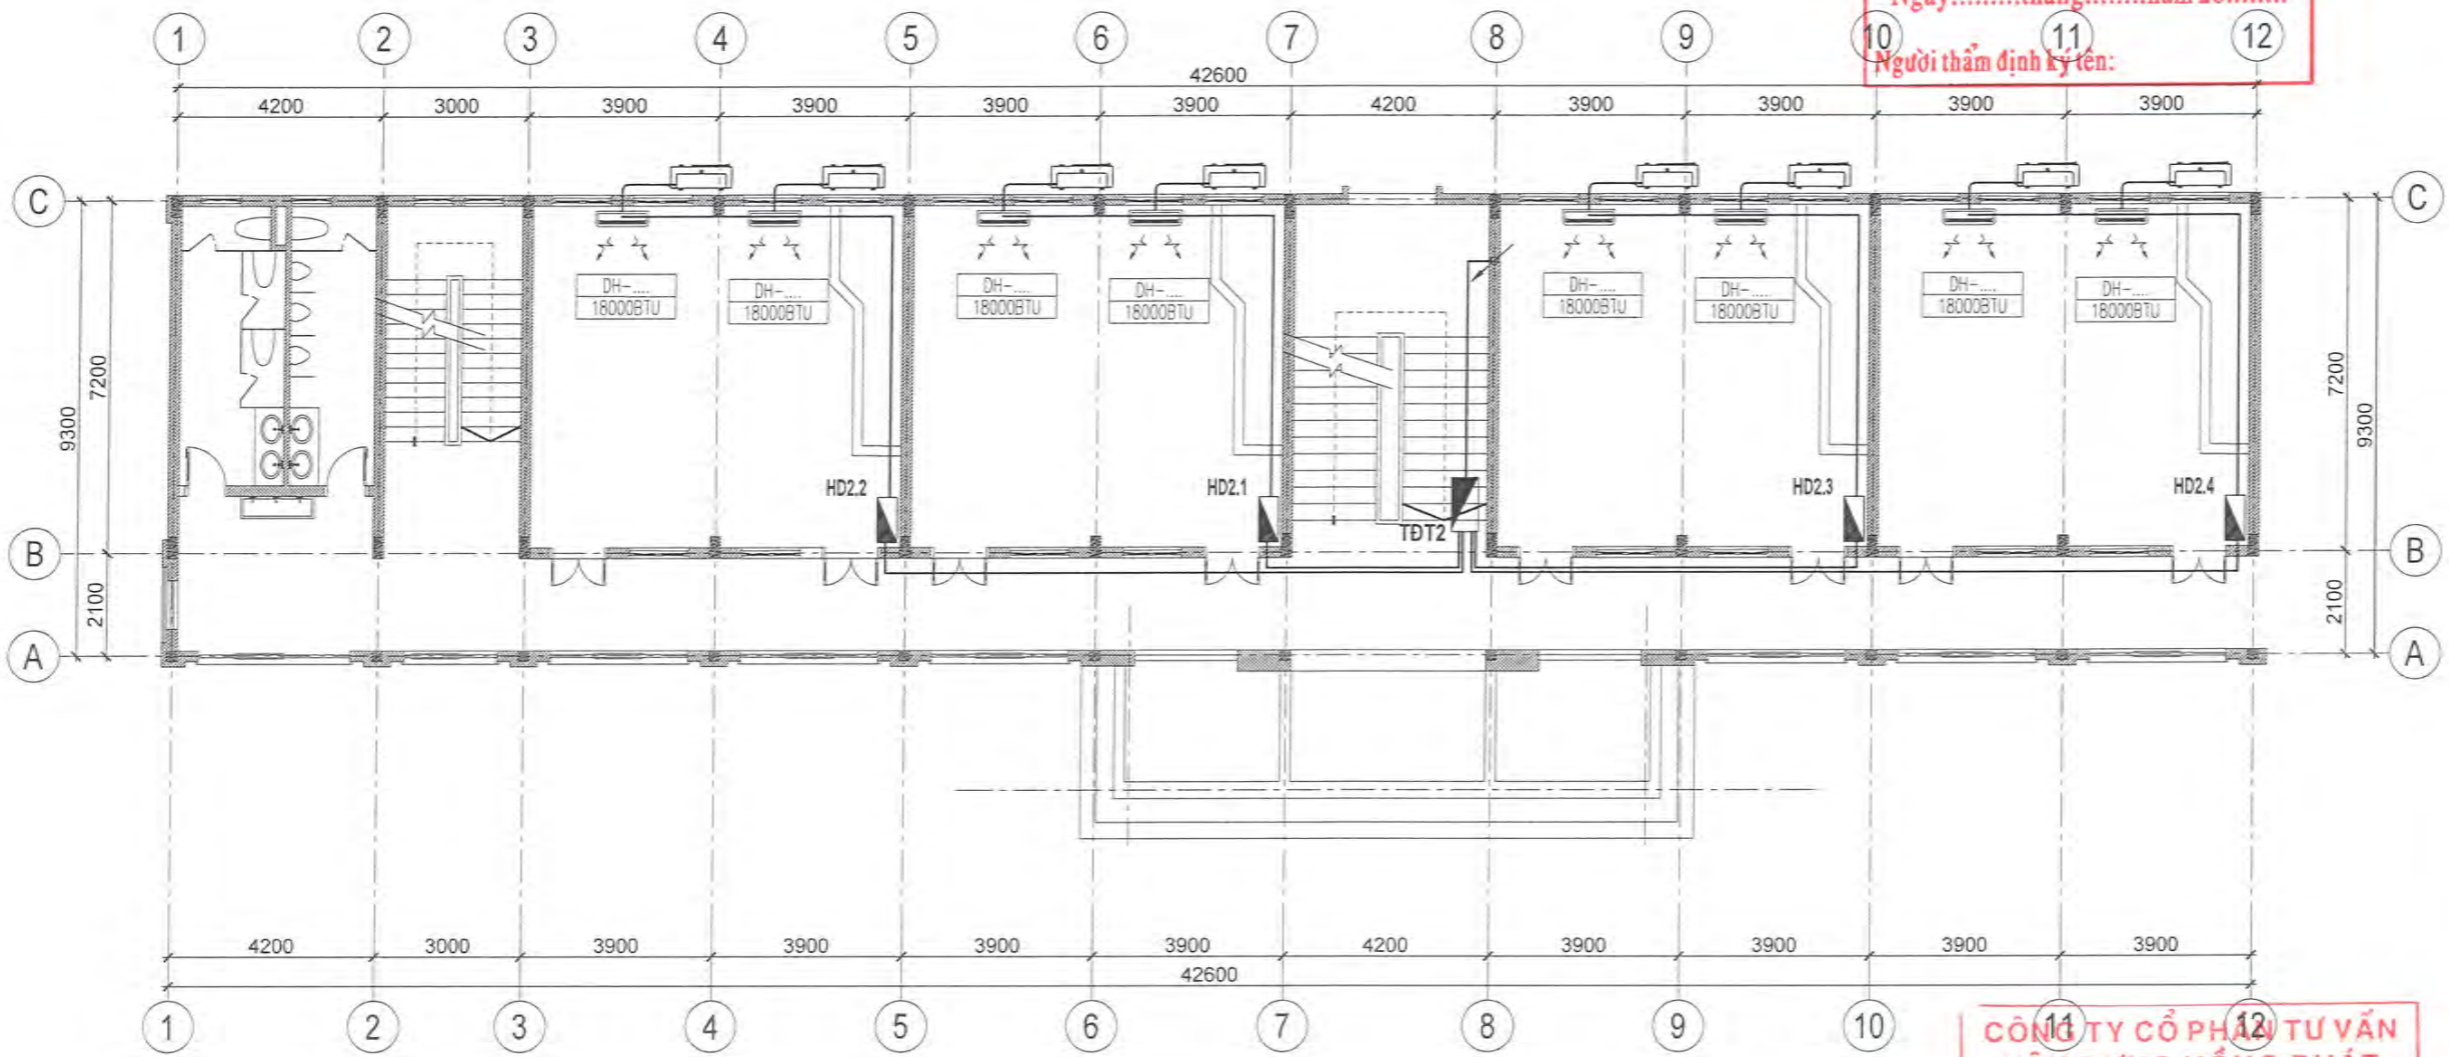 Người thẩm định ký tên:
1 2 3 4 5 6 7 8 9 10 11 12
42600
4200 3000 3900 3900 3900 3900 4200 3900 3900 3900 3900
C C
DH-.... DH-.... DH-.... DH-.... DH-.... DH-.... DH-.... DH-....
18000BTU 18000BTU 18000BTU 18000BTU 18000BTU 18000BTU 18000BTU 18000BTU
9300 7200 7200 9300
HD2.2 HD2.1 HD2.3 HD2.4
TĐT2
B B
2100 2100
A A
4200 3000 3900 3900 3900 3900 4200 3900 3900 3900 3900
42600
1 2 3 4 5 6 7 8 9 10 11 12
CÔNG TY CỔ PHẦN TƯ VẤN